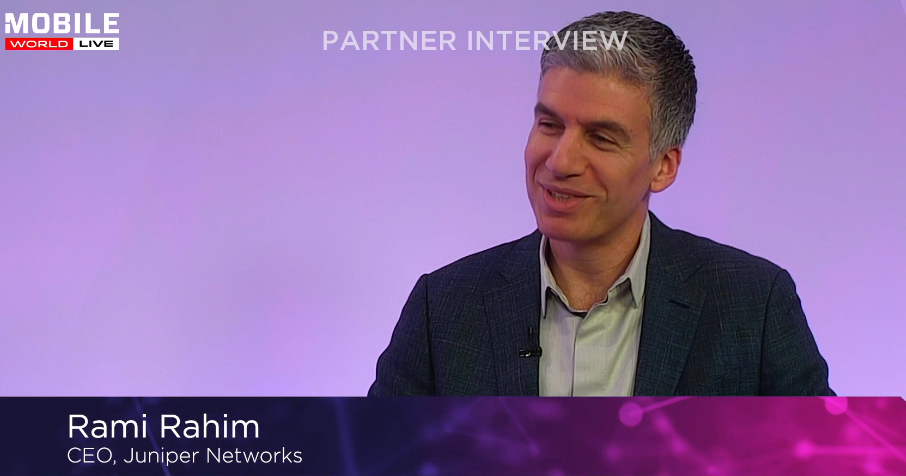 MOBILE
WORLD LIVE
PARTNER INTERVIEW
Rami Rahim
CEO, Juniper Networks